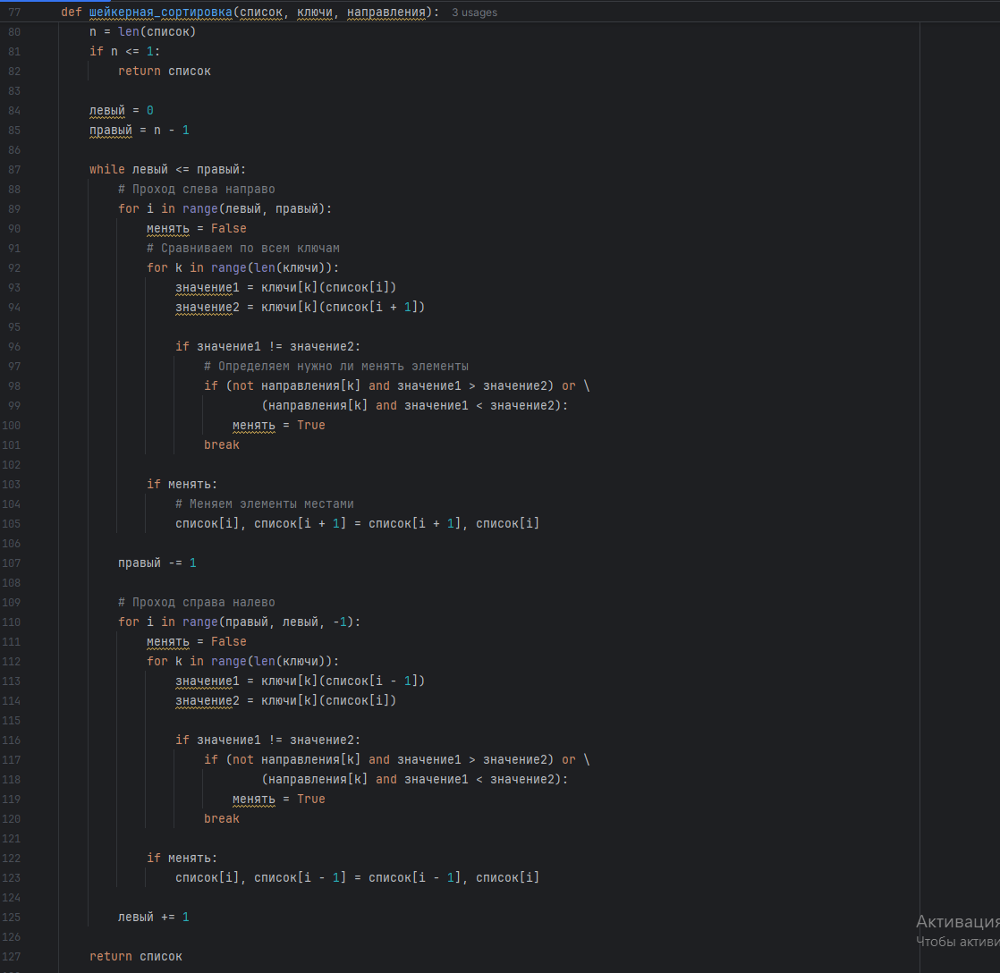 77 def шейкерная_сортировка(список, ключи, направления): 3 usages
80 n = len(список)
81 if n <= 1:
82 return список
83
84 левый = 0
85 правый = n - 1
86
87 while левый <= правый:
88 # Проход слева направо
89 for i in range(левый, правый):
90 менять = False
91 # Сравниваем по всем ключам
92 for k in range(len(ключи)):
93 значение1 = ключи[k](список[i])
94 значение2 = ключи[k](список[i + 1])
95
96 if значение1 != значение2:
97 # Определяем нужно ли менять элементы
98 if (not направления[k] and значение1 > значение2) or \
99 (направления[k] and значение1 < значение2):
100 менять = True
101 break
102
103 if менять:
104 # Меняем элементы местами
105 список[i], список[i + 1] = список[i + 1], список[i]
106
107 правый -= 1
108
109 # Проход справа налево
110 for i in range(правый, левый, -1):
111 менять = False
112 for k in range(len(ключи)):
113 значение1 = ключи[k](список[i - 1])
114 значение2 = ключи[k](список[i])
115
116 if значение1 != значение2:
117 if (not направления[k] and значение1 > значение2) or \
118 (направления[k] and значение1 < значение2):
119 менять = True
120 break
121
122 if менять:
123 список[i], список[i - 1] = список[i - 1], список[i]
124
125 левый += 1
126
127 return список
Активация
Чтобы активи